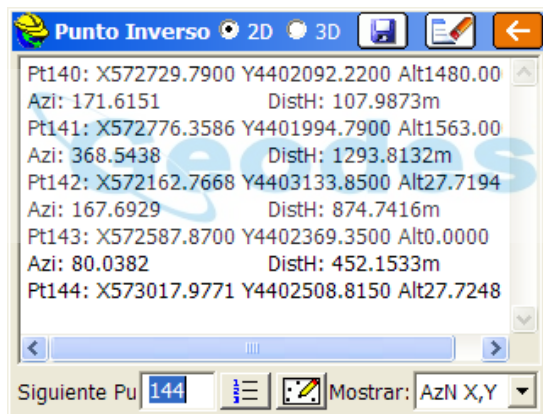 Punto Inverso 2D 3D
Pt140: X572729.7900 Y4402092.2200 Alt1480.00
Azi: 171.6151 DistH: 107.9873m
Pt141: X572776.3586 Y4401994.7900 Alt1563.00
Azi: 368.5438 DistH: 1293.8132m
Pt142: X572162.7668 Y4403133.8500 Alt27.7194
Azi: 167.6929 DistH: 874.7416m
Pt143: X572587.8700 Y4402369.3500 Alt0.0000
Azi: 80.0382 DistH: 452.1533m
Pt144: X573017.9771 Y4402508.8150 Alt27.7248
Geodes
Siguiente Pu 144 Mostrar: AzN X,Y